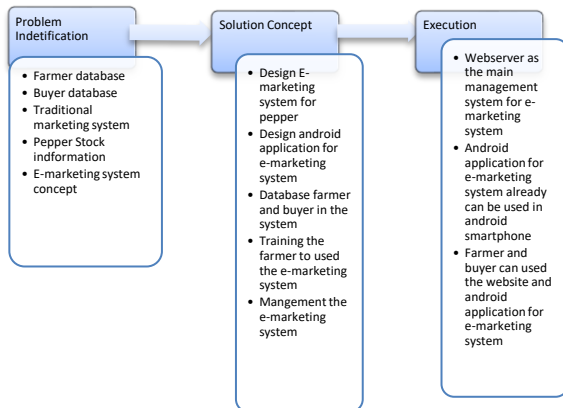 Problem
Indetification
• Farmer database
• Buyer database
• Traditional
marketing system
• Pepper Stock
indformation
• E-marketing system
concept
Solution Concept
• Design E-
marketing
system for
pepper
• Design android
application for
e-marketing
system
• Database farmer
and buyer in the
system
• Training the
farmer to used
the e-marketing
system
• Mangement the
e-marketing
system
Execution
• Webserver as
the main
management
system for e-
marketing
system
• Android
application for
e-marketing
system already
can be used in
android
smartphone
• Farmer and
buyer can used
the website and
android
application for
e-marketing
system